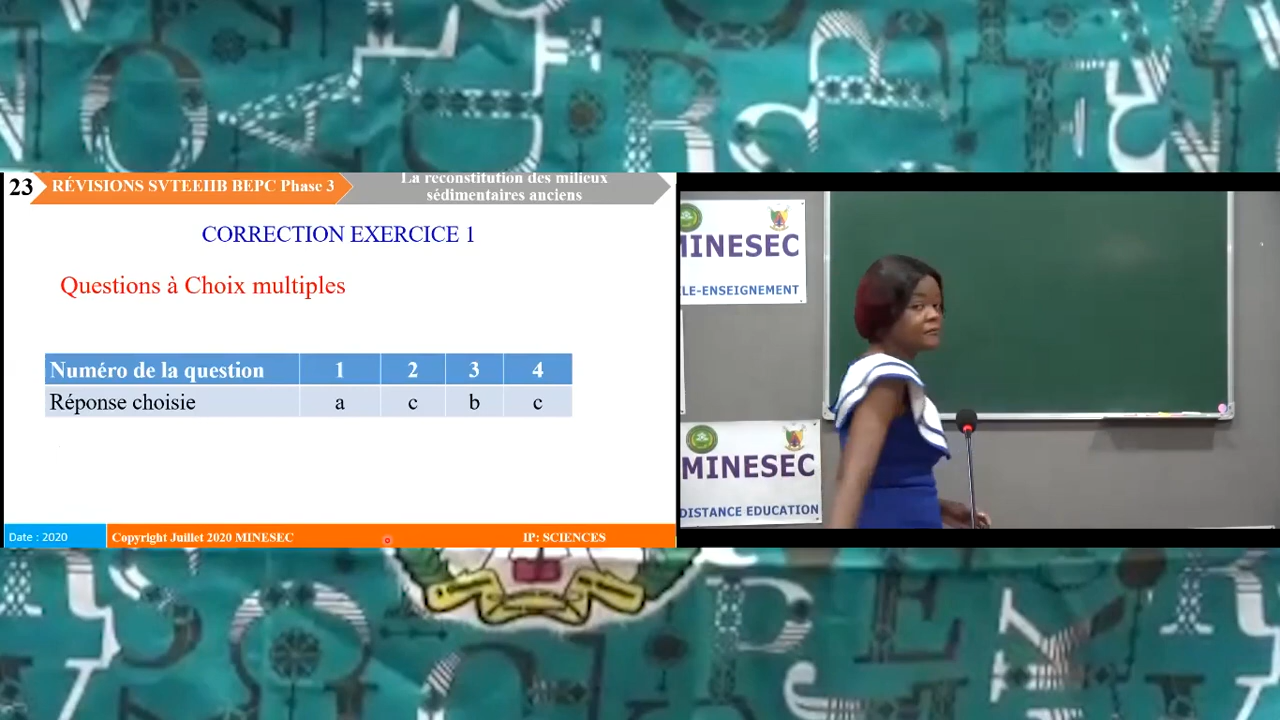 23
RÉVISIONS SVTEEHB BEPC Phase 3
La reconstitution des milieux
sédimentaires anciens
CORRECTION EXERCICE 1
Questions à Choix multiples
Numéro de la question 1 2 3 4
Réponse choisie a c b c
Date : 2020
Copyright Juillet 2020 MINESEC
IP: SCIENCES
MINESEC
LE-ENSEIGNEMENT
MINESEC
DISTANCE EDUCATION